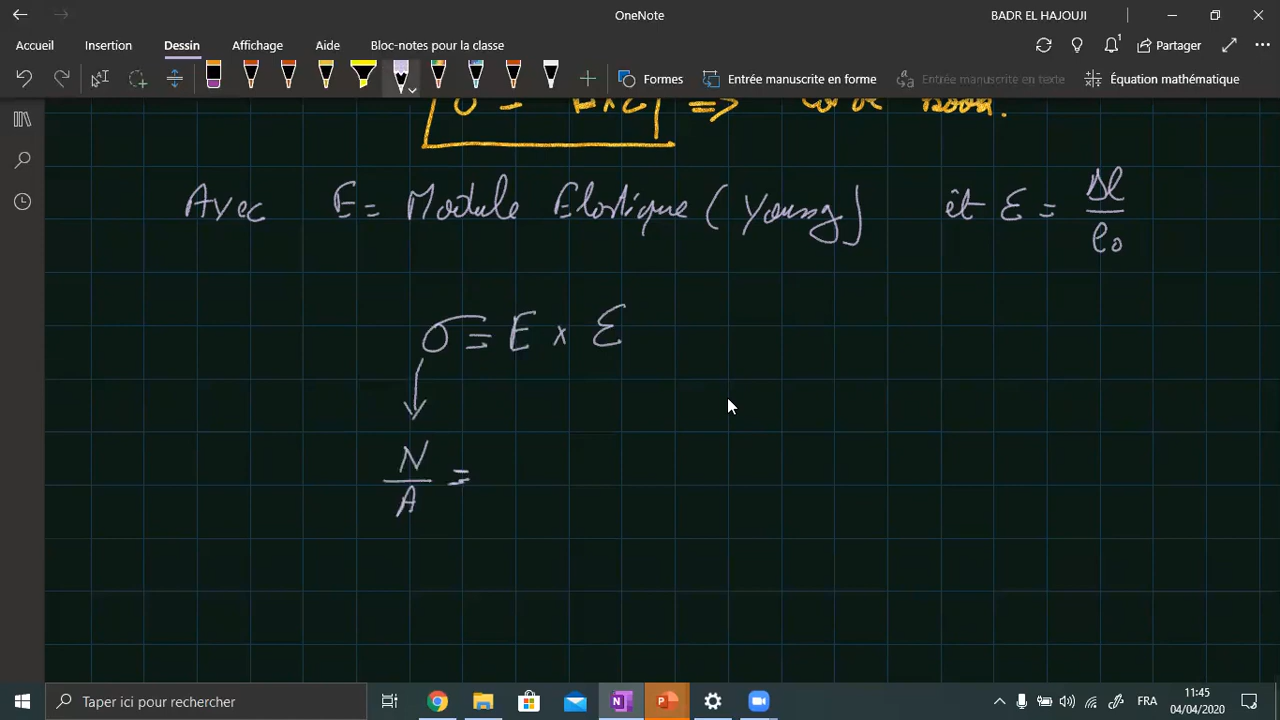 OneNote
BADR EL HAJOUJI
Accueil Insertion Dessin Affichage Aide Bloc-notes pour la classe
Partager
Formes Entrée manuscrite en forme Entrée manuscrite en texte Équation mathématique
=>
Avec E = Module Elastique (Young) et ε = Δl / l₀
σ = E × ε
N / A =
Taper ici pour rechercher
FRA
11:45
04/04/2020